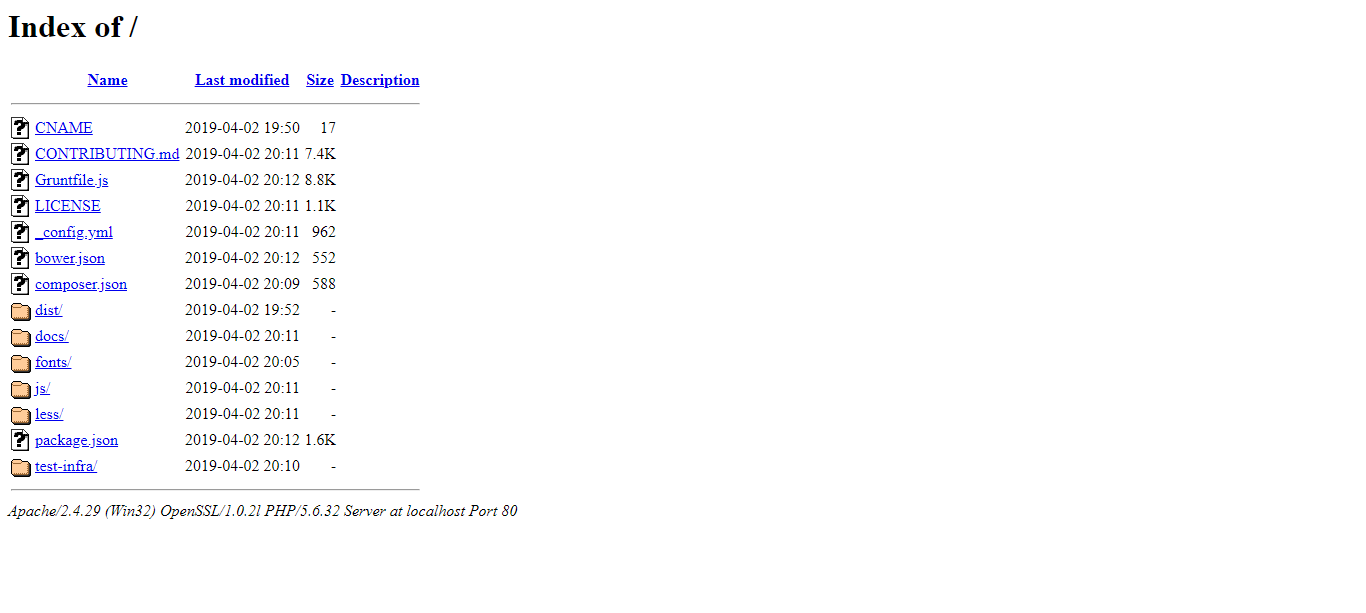 Index of /
Name Last modified Size Description
CNAME 2019-04-02 19:50 17
CONTRIBUTING.md 2019-04-02 20:11 7.4K
Gruntfile.js 2019-04-02 20:12 8.8K
LICENSE 2019-04-02 20:11 1.1K
_config.yml 2019-04-02 20:11 962
bower.json 2019-04-02 20:12 552
composer.json 2019-04-02 20:09 588
dist/ 2019-04-02 19:52 -
docs/ 2019-04-02 20:11 -
fonts/ 2019-04-02 20:05 -
js/ 2019-04-02 20:11 -
less/ 2019-04-02 20:11 -
package.json 2019-04-02 20:12 1.6K
test-infra/ 2019-04-02 20:10 -
Apache/2.4.29 (Win32) OpenSSL/1.0.2l PHP/5.6.32 Server at localhost Port 80